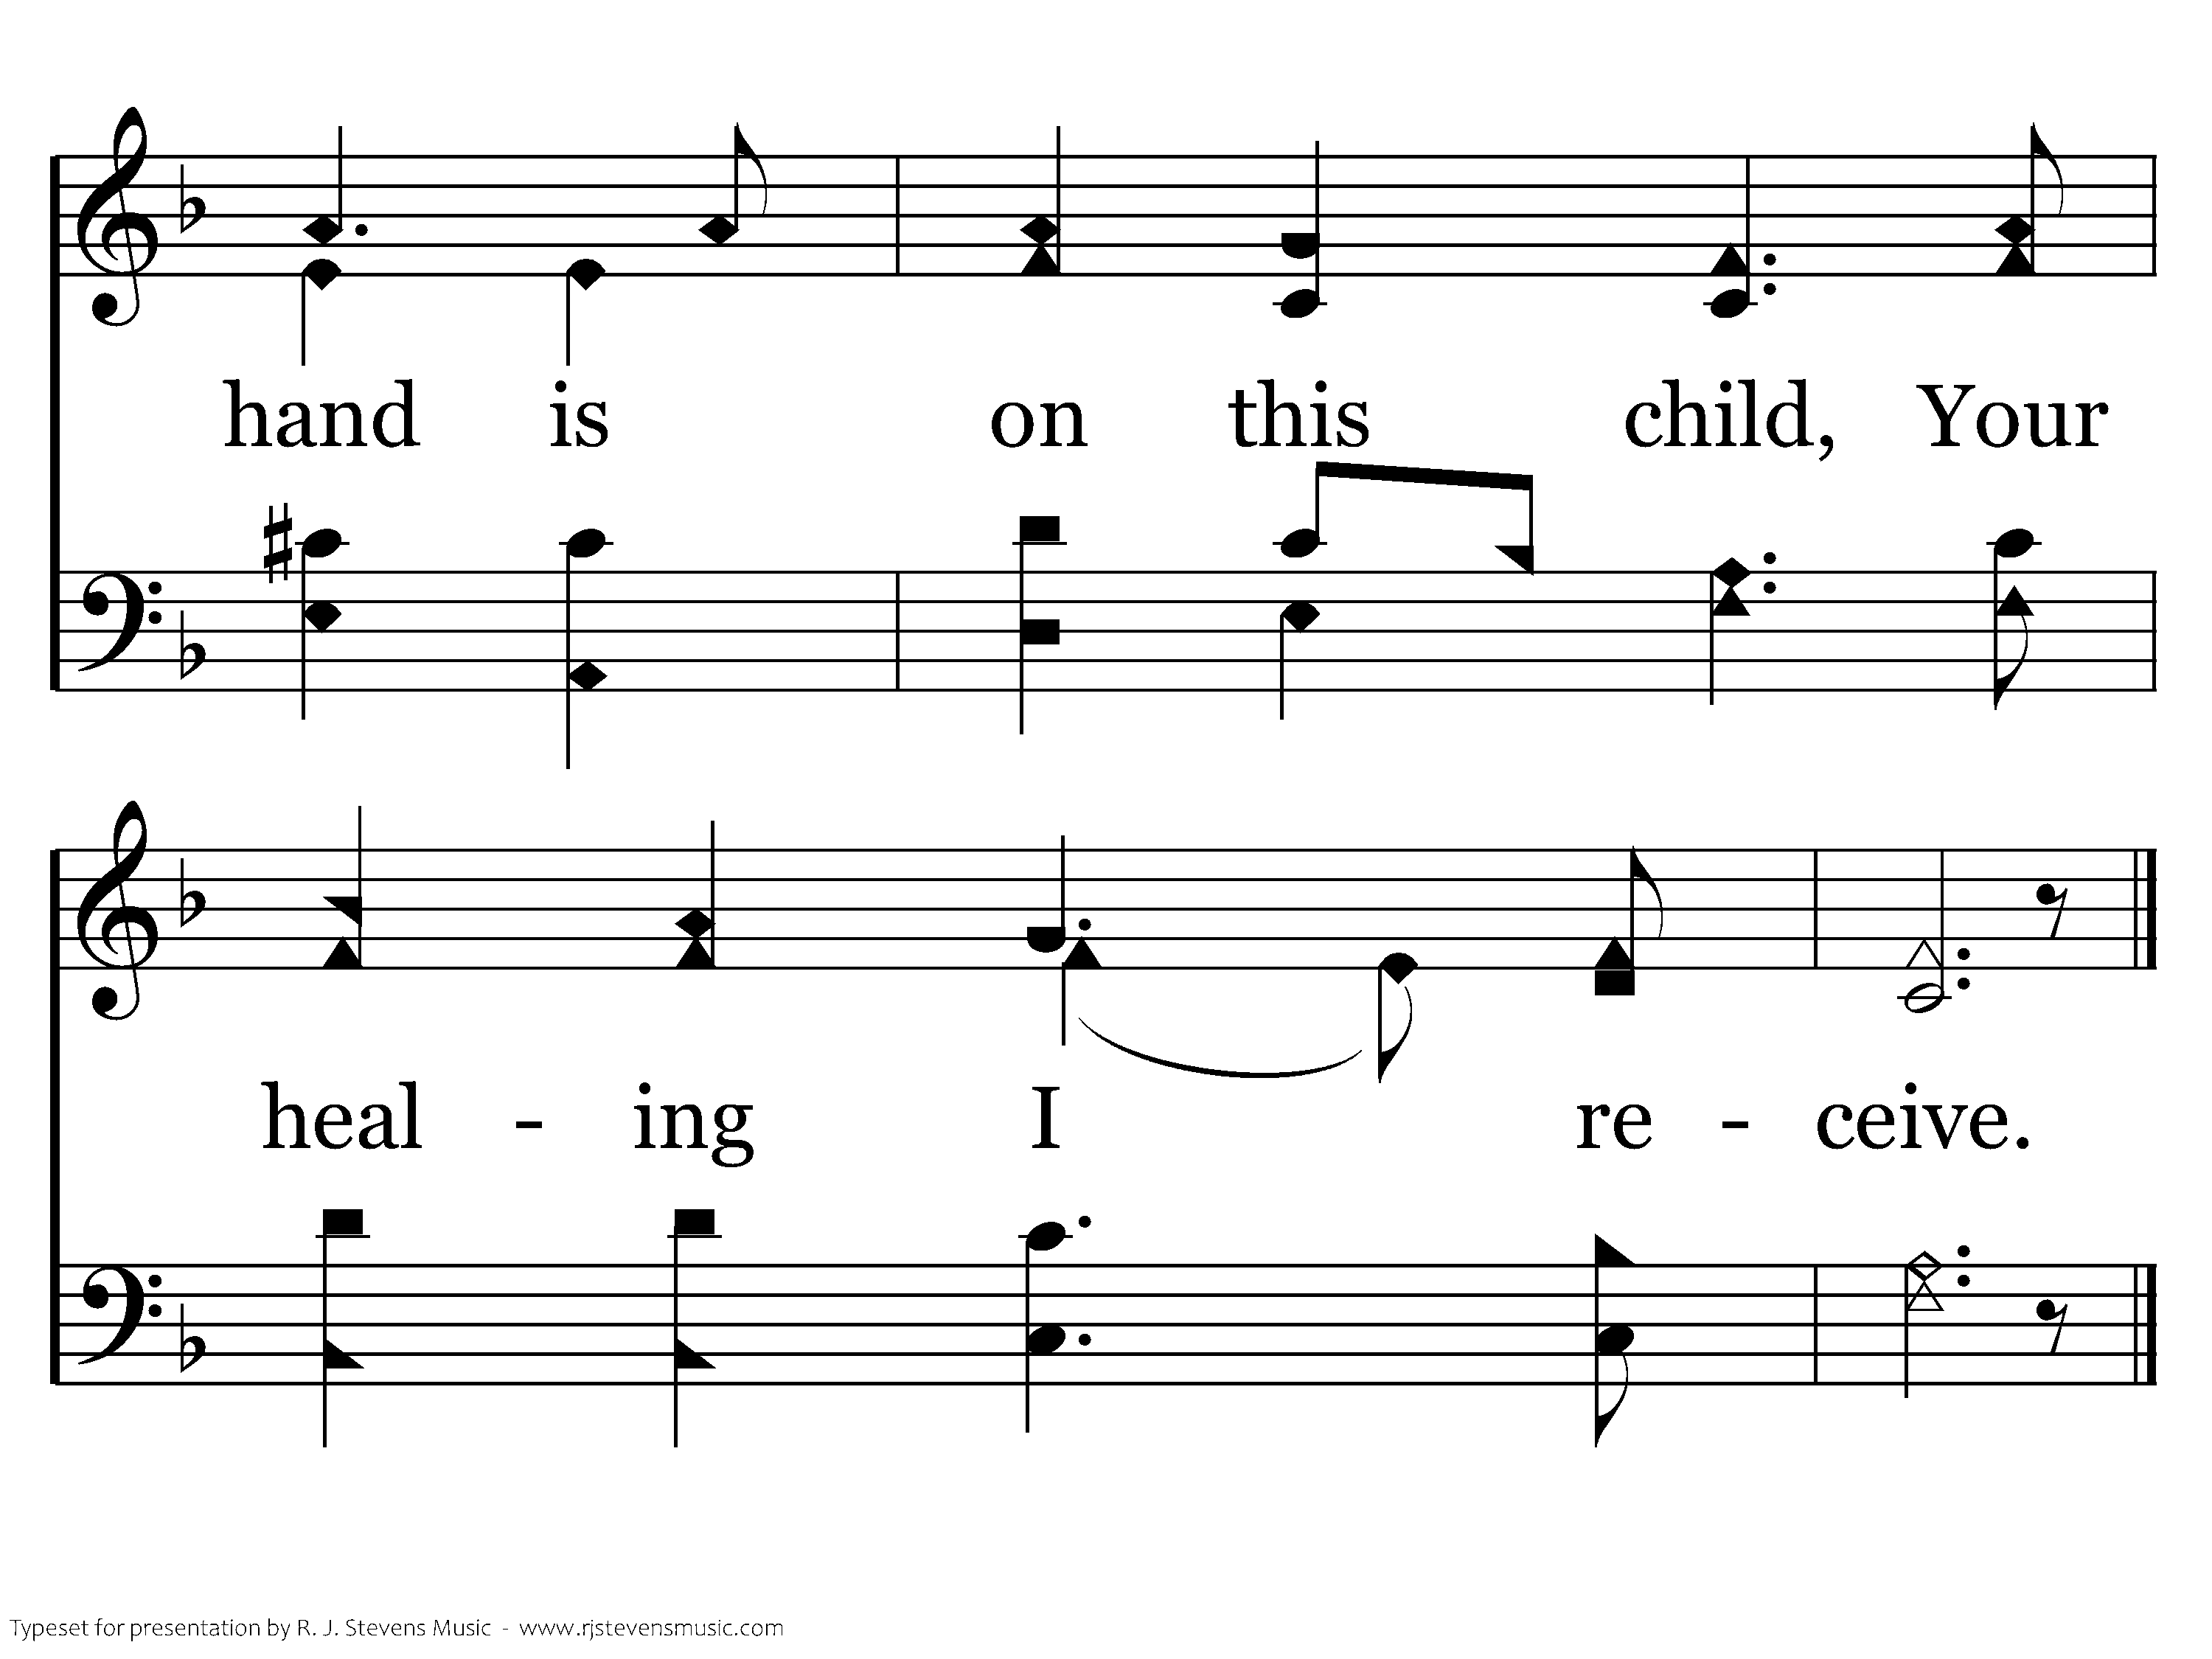 hand is on this child, Your
heal - ing I re - ceive.
Typeset for presentation by R. J. Stevens Music - www.rjstevensmusic.com